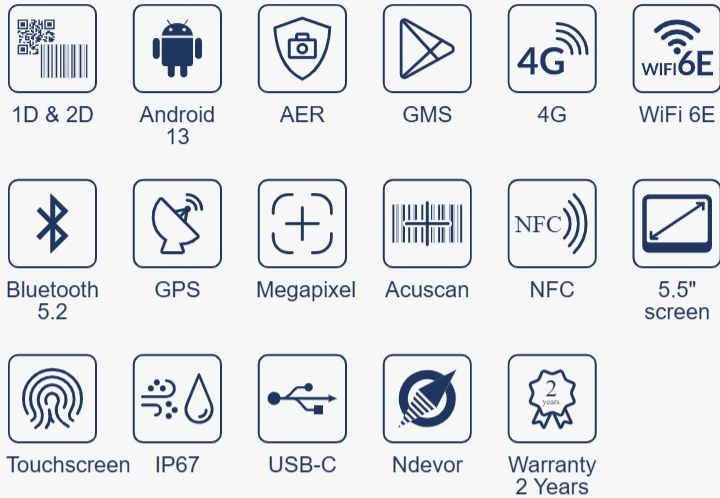 4G
WIFI 6E
1D & 2D
Android
13
AER
GMS
4G
WiFi 6E
NFC
Bluetooth
5.2
GPS
Megapixel
Acuscan
NFC
5.5"
screen
2
years
Touchscreen
IP67
USB-C
Ndevor
Warranty
2 Years